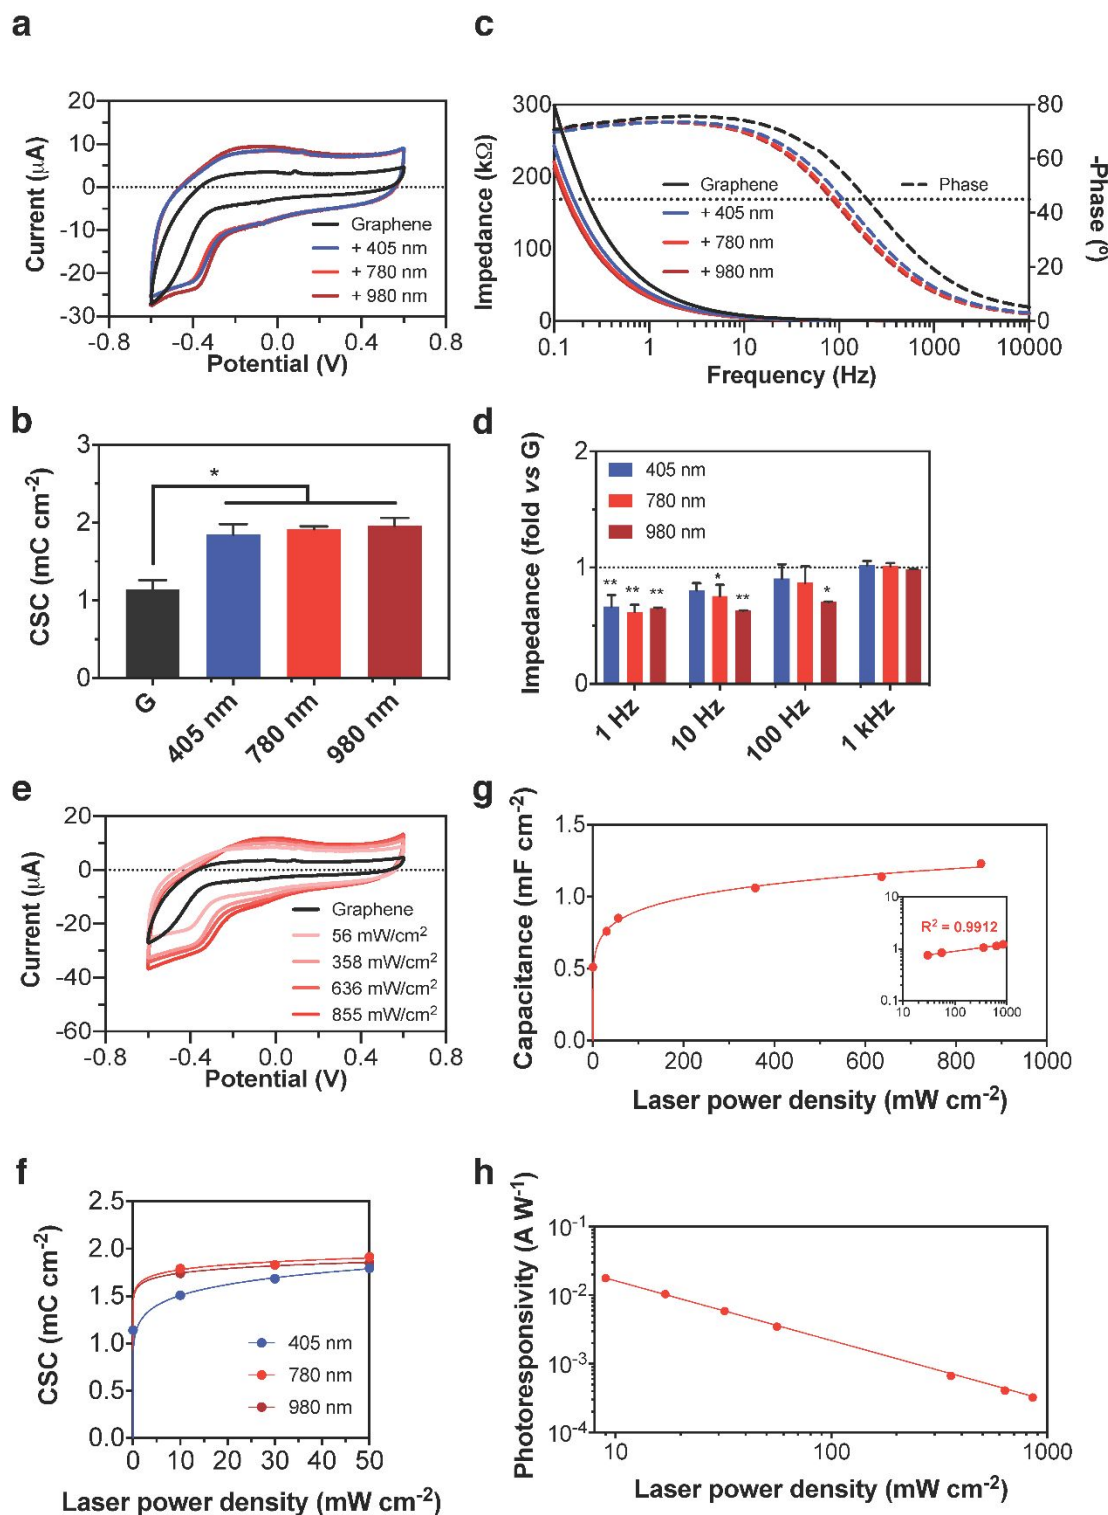 a
20
10
0
-10
-20
-30
Current (µA)
Graphene
+ 405 nm
+ 780 nm
+ 980 nm
-0.8 -0.4 0.0 0.4 0.8
Potential (V)
c
300
200
100
0
Impedance (kΩ)
Graphene
+ 405 nm
+ 780 nm
+ 980 nm
Phase
80
60
40
20
0
-Phase (º)
0.1 1 10 100 1000 10000
Frequency (Hz)
b
3
2
1
0
CSC (mC cm-2)
*
G 405 nm 780 nm 980 nm
d
2
1
0
Impedance (fold vs G)
405 nm
780 nm
980 nm
** ** ** * ** *
1 Hz 10 Hz 100 Hz 1 kHz
e
20
0
-20
-40
-60
Current (µA)
Graphene
56 mW/cm2
358 mW/cm2
636 mW/cm2
855 mW/cm2
-0.8 -0.4 0.0 0.4 0.8
Potential (V)
g
1.5
1.0
0.5
0.0
Capacitance (mF cm-2)
10
1
0.1
R2 = 0.9912
10 100 1000
0 200 400 600 800 1000
Laser power density (mW cm-2)
f
2.5
2.0
1.5
1.0
0.5
0.0
CSC (mC cm-2)
405 nm
780 nm
980 nm
0 10 20 30 40 50
Laser power density (mW cm-2)
h
10-1
10-2
10-3
10-4
Photoresponsivity (A W-1)
10 100 1000
Laser power density (mW cm-2)